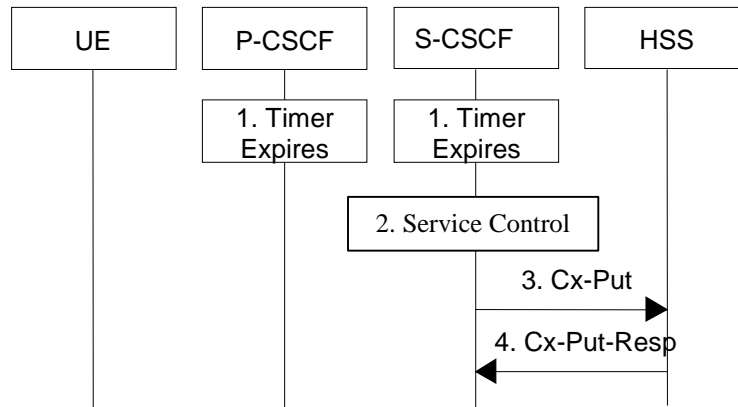 UE
P-CSCF
S-CSCF
HSS
1. Timer
Expires
1. Timer
Expires
2. Service Control
3. Cx-Put
4. Cx-Put-Resp